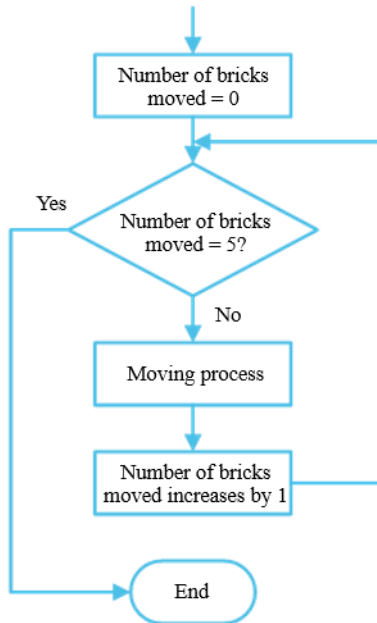 Number of bricks
moved = 0
Yes
Number of bricks
moved = 5?
No
Moving process
Number of bricks
moved increases by 1
End